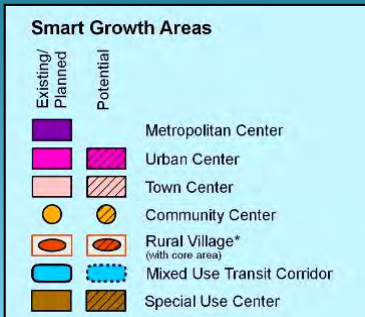 Smart Growth Areas
Existing/
Planned
Potential
Metropolitan Center
Urban Center
Town Center
Community Center
Rural Village*
(with core area)
Mixed Use Transit Corridor
Special Use Center